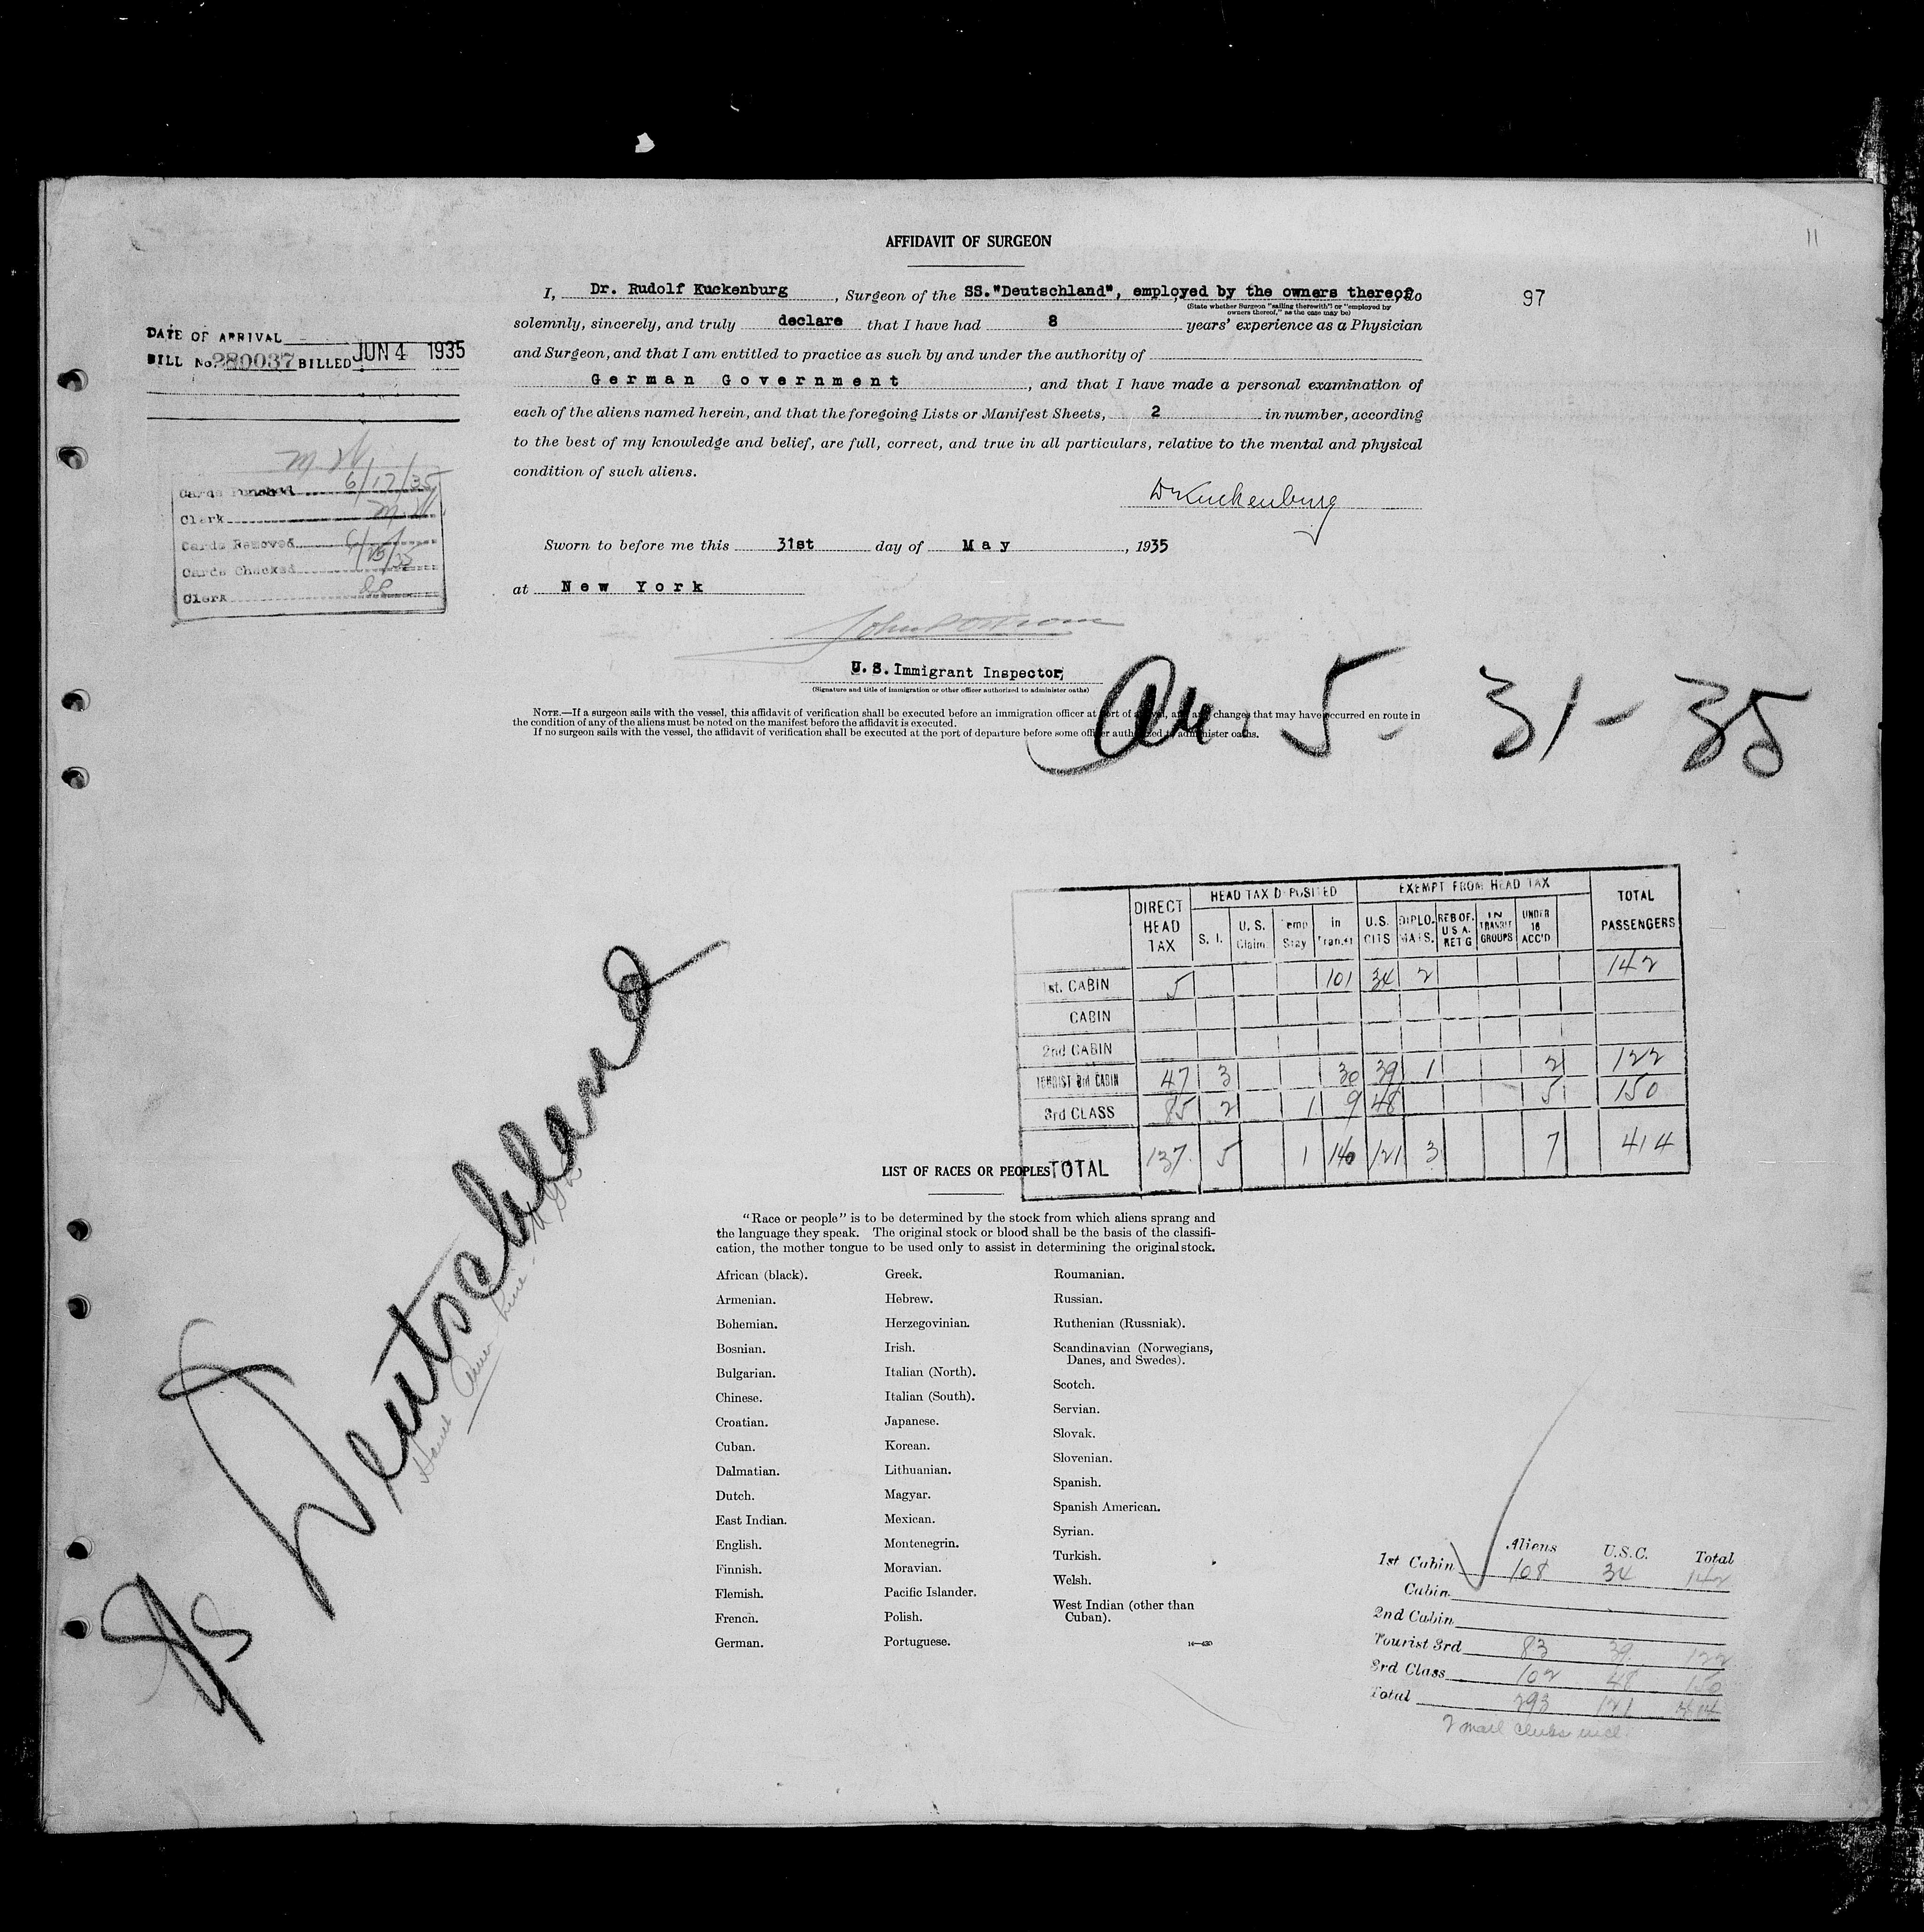 11
AFFIDAVIT OF SURGEON
97
I, Dr. Rudolf Kuckenburg, Surgeon of the SS."Deutschland", employed by the owners thereof, do
(State whether Surgeon "sailing therewith" or "employed by
owners thereof," as the case may be)
solemnly, sincerely, and truly declare that I have had 8 years' experience as a Physician
and Surgeon, and that I am entitled to practice as such by and under the authority of
German Government, and that I have made a personal examination of
each of the aliens named herein, and that the foregoing Lists or Manifest Sheets, 2 in number, according
to the best of my knowledge and belief, are full, correct, and true in all particulars, relative to the mental and physical
condition of such aliens.
Dr Kuckenburg
Sworn to before me this 31st day of May, 1935
at New York
U. S. Immigrant Inspector,
(Signature and title of immigration or other officer authorized to administer oaths)
NOTE.—If a surgeon sails with the vessel, this affidavit of verification shall be executed before an immigration officer at port of arrival, and any changes that may have occurred en route in
the condition of any of the aliens must be noted on the manifest before the affidavit is executed.
If no surgeon sails with the vessel, the affidavit of verification shall be executed at the port of departure before some officer authorized to administer oaths.
DATE OF ARRIVAL
BILL No. 280037 BILLED JUN 4 1935
Cards Punched 6/17/35
Clerk
Cards Removed
Cards Checked 6/25/35
Clerk
5-31-35
DIRECT HEAD TAX
HEAD TAX DEPOSITED
EXEMPT FROM HEAD TAX
TOTAL PASSENGERS
S. I. U. S. Claim Temp Stay In Transit U.S. CITS DIPLOMATS. RES OF. U S A. RET G IN TRANSIT GROUPS UNDER 16 ACC'D
1st. CABIN 5 101 34 2 142
CABIN
2nd CABIN
TOURIST 3rd CABIN 47 3 30 39 1 2 122
3rd CLASS 85 2 1 9 48 5 150
TOTAL 137 5 1 140 121 3 7 414
SS Deutschland
LIST OF RACES OR PEOPLES
"Race or people" is to be determined by the stock from which aliens sprang and
the language they speak. The original stock or blood shall be the basis of the classifi-
cation, the mother tongue to be used only to assist in determining the original stock.
African (black).
Armenian.
Bohemian.
Bosnian.
Bulgarian.
Chinese.
Croatian.
Cuban.
Dalmatian.
Dutch.
East Indian.
English.
Finnish.
Flemish.
French.
German.
Greek.
Hebrew.
Herzegovinian.
Irish.
Italian (North).
Italian (South).
Japanese.
Korean.
Lithuanian.
Magyar.
Mexican.
Montenegrin.
Moravian.
Pacific Islander.
Polish.
Portuguese.
Roumanian.
Russian.
Ruthenian (Russniak).
Scandinavian (Norwegians,
Danes, and Swedes).
Scotch.
Servian.
Slovak.
Slovenian.
Spanish.
Spanish American.
Syrian.
Turkish.
Welsh.
West Indian (other than
Cuban).
Aliens U.S.C. Total
1st Cabin 108 34 142
Cabin
2nd Cabin
Tourist 3rd 83 39 122
3rd Class 102 48 150
Total 293 121 414